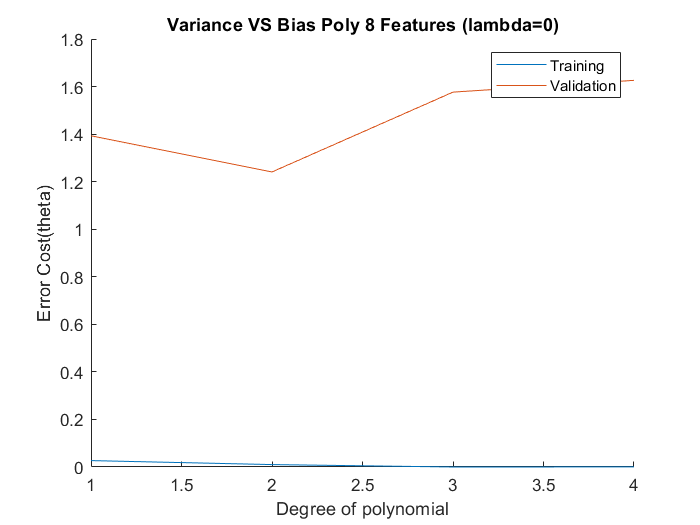 Variance VS Bias Poly 8 Features (lambda=0)
Training
Validation
Error Cost(theta)
1.8
1.6
1.4
1.2
1
0.8
0.6
0.4
0.2
0
1 1.5 2 2.5 3 3.5 4
Degree of polynomial